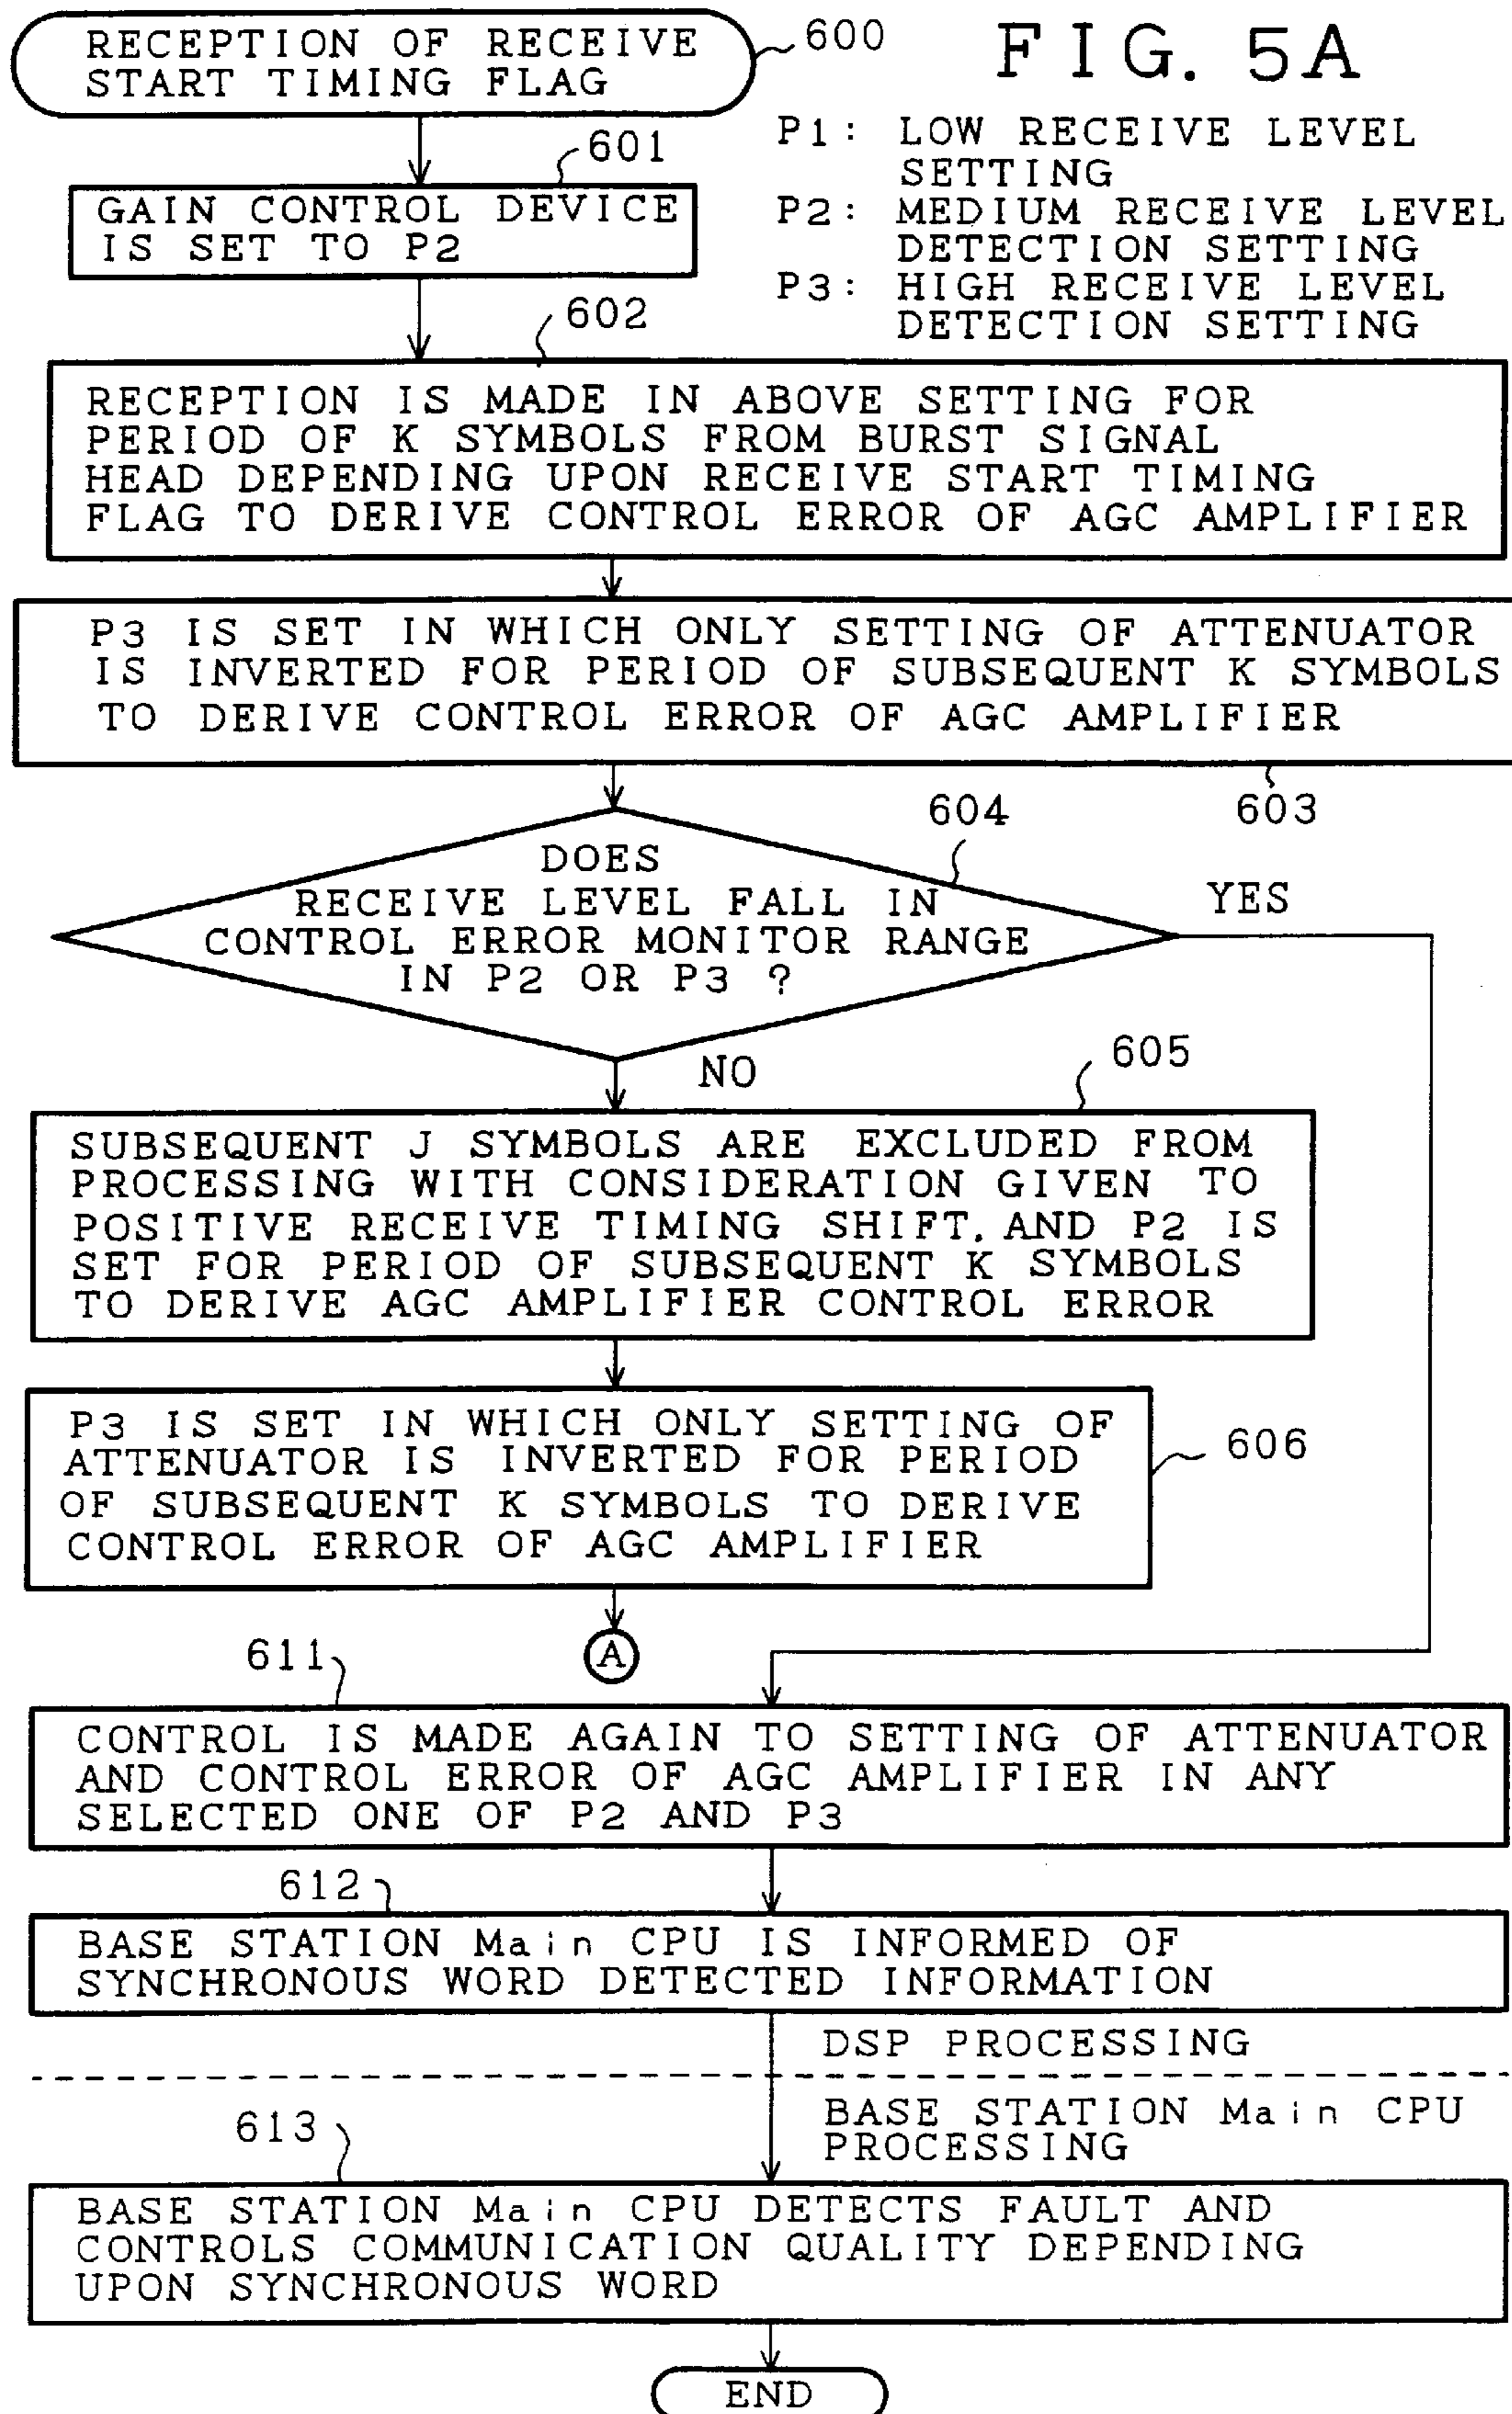 FIG. 5A
RECEPTION OF RECEIVE
START TIMING FLAG
600
P1: LOW RECEIVE LEVEL
SETTING
P2: MEDIUM RECEIVE LEVEL
DETECTION SETTING
P3: HIGH RECEIVE LEVEL
DETECTION SETTING
601
GAIN CONTROL DEVICE
IS SET TO P2
602
RECEPTION IS MADE IN ABOVE SETTING FOR
PERIOD OF K SYMBOLS FROM BURST SIGNAL
HEAD DEPENDING UPON RECEIVE START TIMING
FLAG TO DERIVE CONTROL ERROR OF AGC AMPLIFIER
P3 IS SET IN WHICH ONLY SETTING OF ATTENUATOR
IS INVERTED FOR PERIOD OF SUBSEQUENT K SYMBOLS
TO DERIVE CONTROL ERROR OF AGC AMPLIFIER
603
604
DOES
RECEIVE LEVEL FALL IN
CONTROL ERROR MONITOR RANGE
IN P2 OR P3 ?
YES
NO
605
SUBSEQUENT J SYMBOLS ARE EXCLUDED FROM
PROCESSING WITH CONSIDERATION GIVEN TO
POSITIVE RECEIVE TIMING SHIFT. AND P2 IS
SET FOR PERIOD OF SUBSEQUENT K SYMBOLS
TO DERIVE AGC AMPLIFIER CONTROL ERROR
P3 IS SET IN WHICH ONLY SETTING OF
ATTENUATOR IS INVERTED FOR PERIOD
OF SUBSEQUENT K SYMBOLS TO DERIVE
CONTROL ERROR OF AGC AMPLIFIER
606
A
611
CONTROL IS MADE AGAIN TO SETTING OF ATTENUATOR
AND CONTROL ERROR OF AGC AMPLIFIER IN ANY
SELECTED ONE OF P2 AND P3
612
BASE STATION Main CPU IS INFORMED OF
SYNCHRONOUS WORD DETECTED INFORMATION
DSP PROCESSING
BASE STATION Main CPU
PROCESSING
613
BASE STATION Main CPU DETECTS FAULT AND
CONTROLS COMMUNICATION QUALITY DEPENDING
UPON SYNCHRONOUS WORD
END